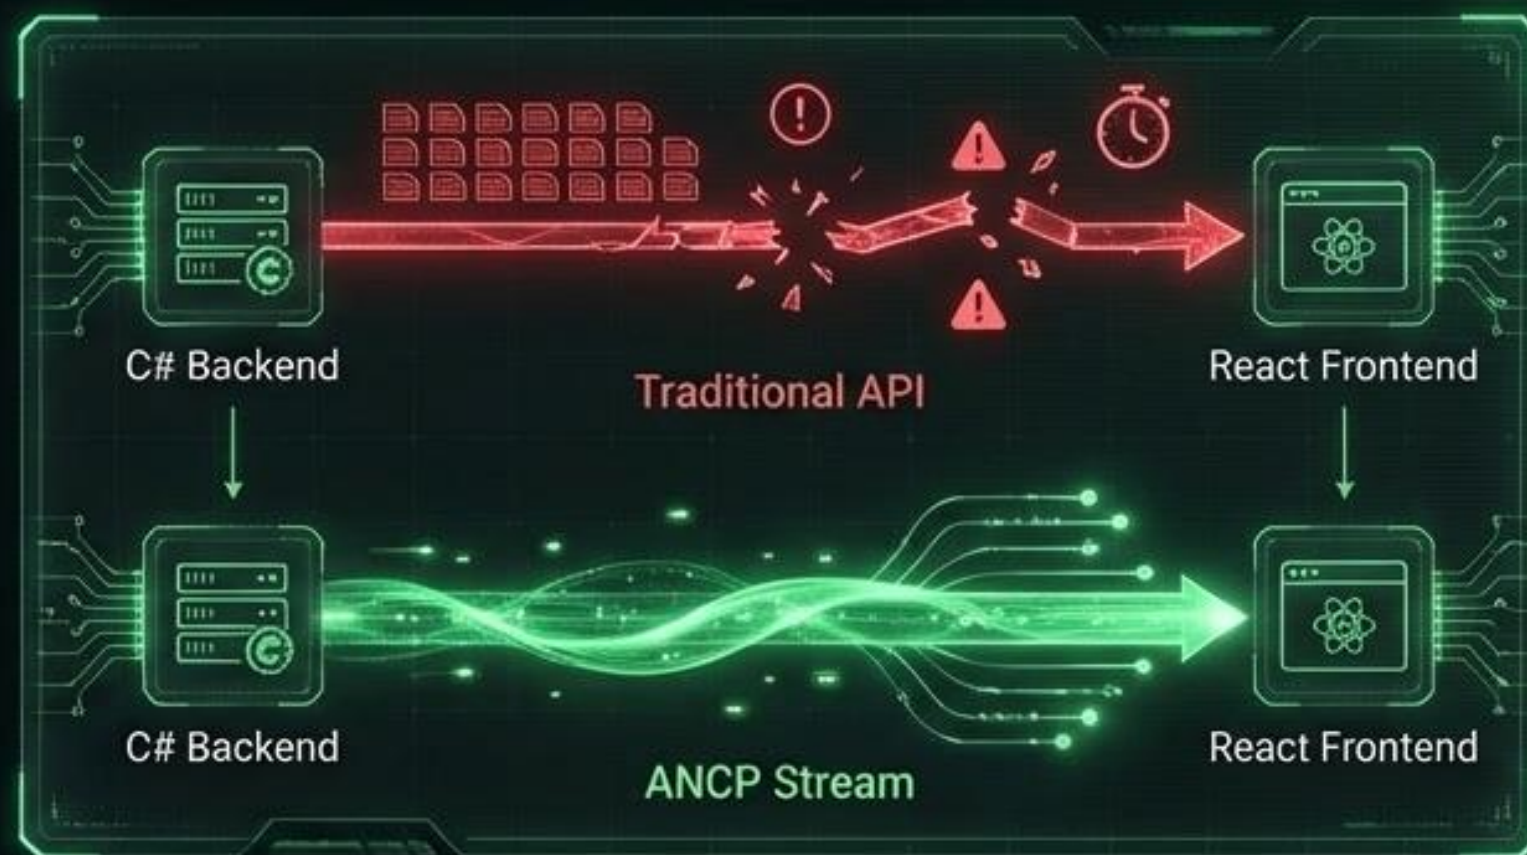 C# Backend
React Frontend
Traditional API
C# Backend
React Frontend
ANCP Stream